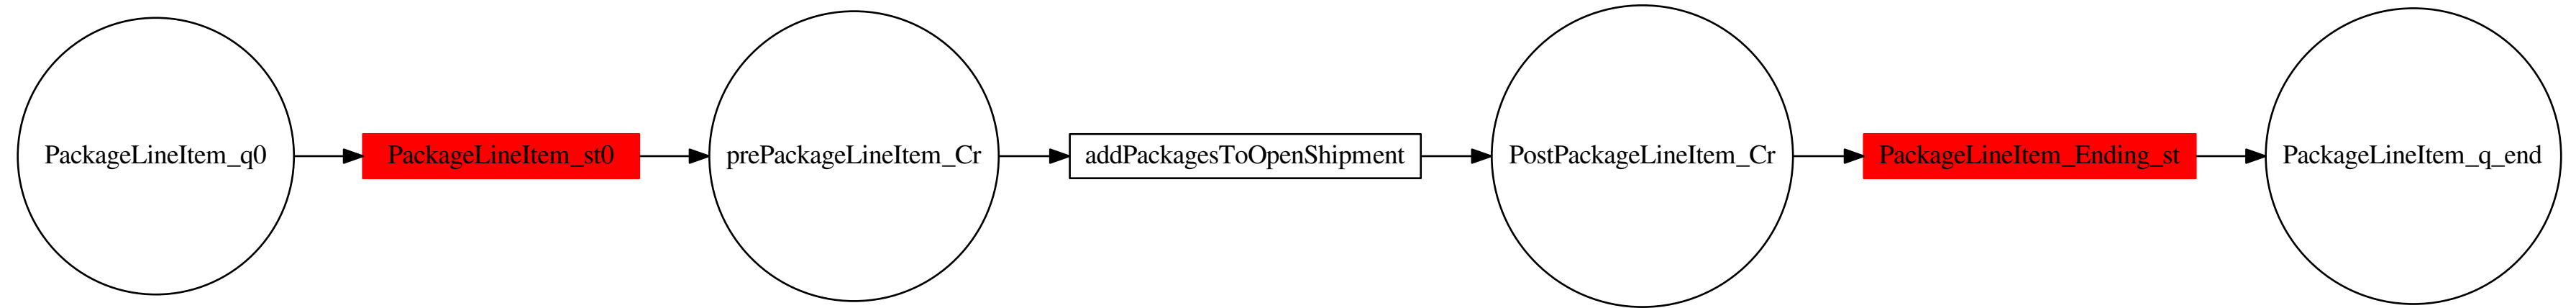 PackageLineItem_q0
PackageLineItem_st0
prePackageLineItem_Cr
addPackagesToOpenShipment
PostPackageLineItem_Cr
PackageLineItem_Ending_st
PackageLineItem_q_end